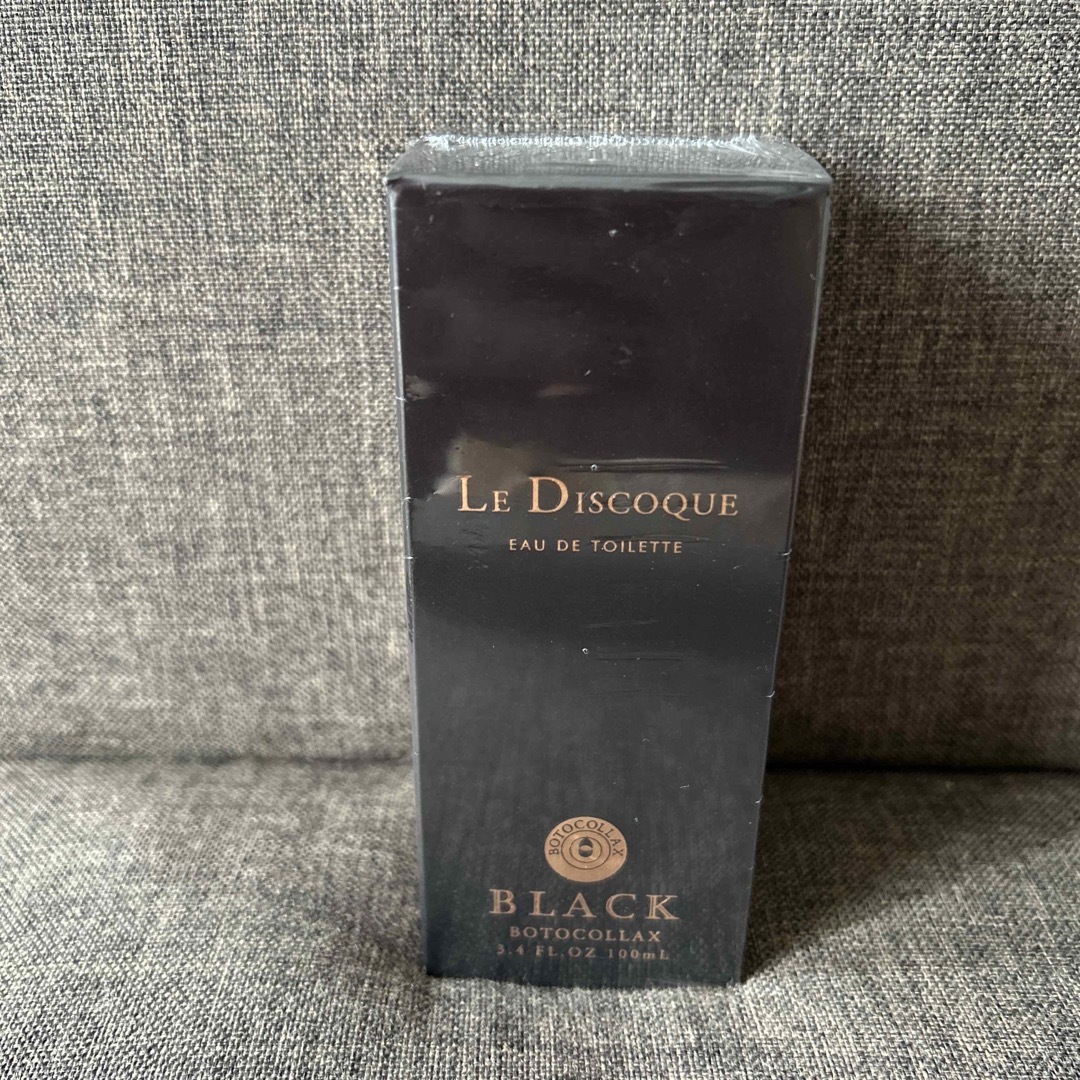 LE DISCOQUE
EAU DE TOILETTE
BOTOCOLLAX
BLACK
BOTOCOLLAX
3.4 FL.OZ 100mL